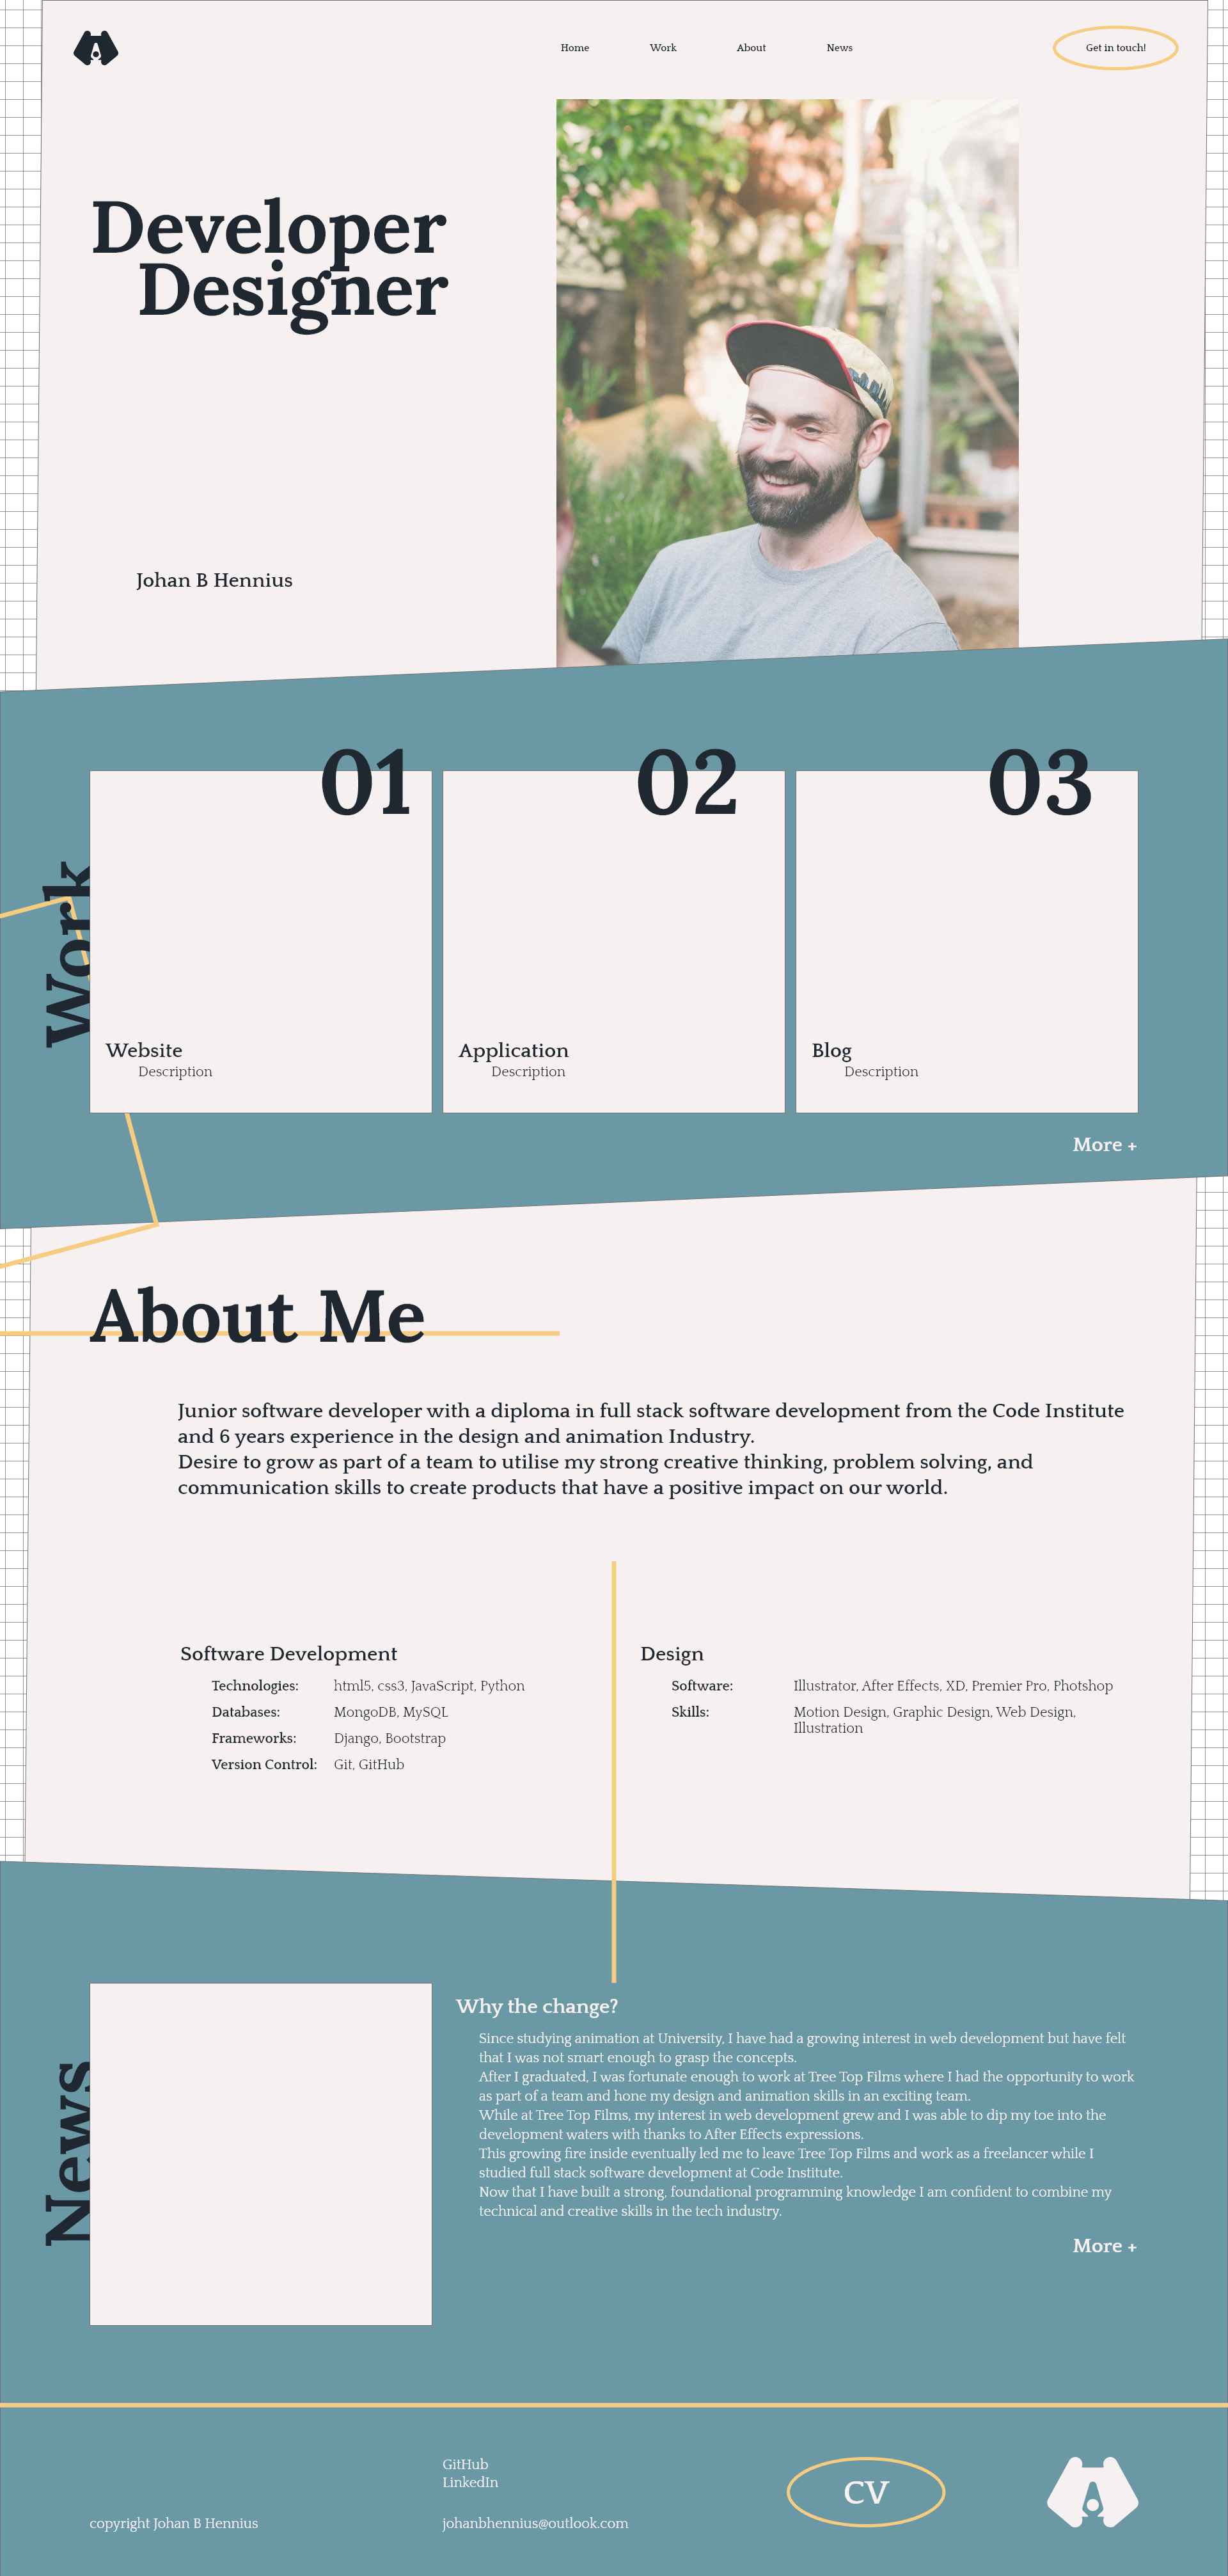 Home
Work
About
News
Get in touch!
Developer
Designer
Johan B Hennius
Work
01
02
03
Website
Description
Application
Description
Blog
Description
More +
About Me
Junior software developer with a diploma in full stack software development from the Code Institute
and 6 years experience in the design and animation Industry.
Desire to grow as part of a team to utilise my strong creative thinking, problem solving, and
communication skills to create products that have a positive impact on our world.
Software Development
Technologies: html5, css3, JavaScript, Python
Databases: MongoDB, MySQL
Frameworks: Django, Bootstrap
Version Control: Git, GitHub
Design
Software: Illustrator, After Effects, XD, Premier Pro, Photshop
Skills: Motion Design, Graphic Design, Web Design,
Illustration
News
Why the change?
Since studying animation at University, I have had a growing interest in web development but have felt
that I was not smart enough to grasp the concepts.
After I graduated, I was fortunate enough to work at Tree Top Films where I had the opportunity to work
as part of a team and hone my design and animation skills in an exciting team.
While at Tree Top Films, my interest in web development grew and I was able to dip my toe into the
development waters with thanks to After Effects expressions.
This growing fire inside eventually led me to leave Tree Top Films and work as a freelancer while I
studied full stack software development at Code Institute.
Now that I have built a strong, foundational programming knowledge I am confident to combine my
technical and creative skills in the tech industry.
More +
GitHub
LinkedIn
copyright Johan B Hennius
johanbhennius@outlook.com
CV